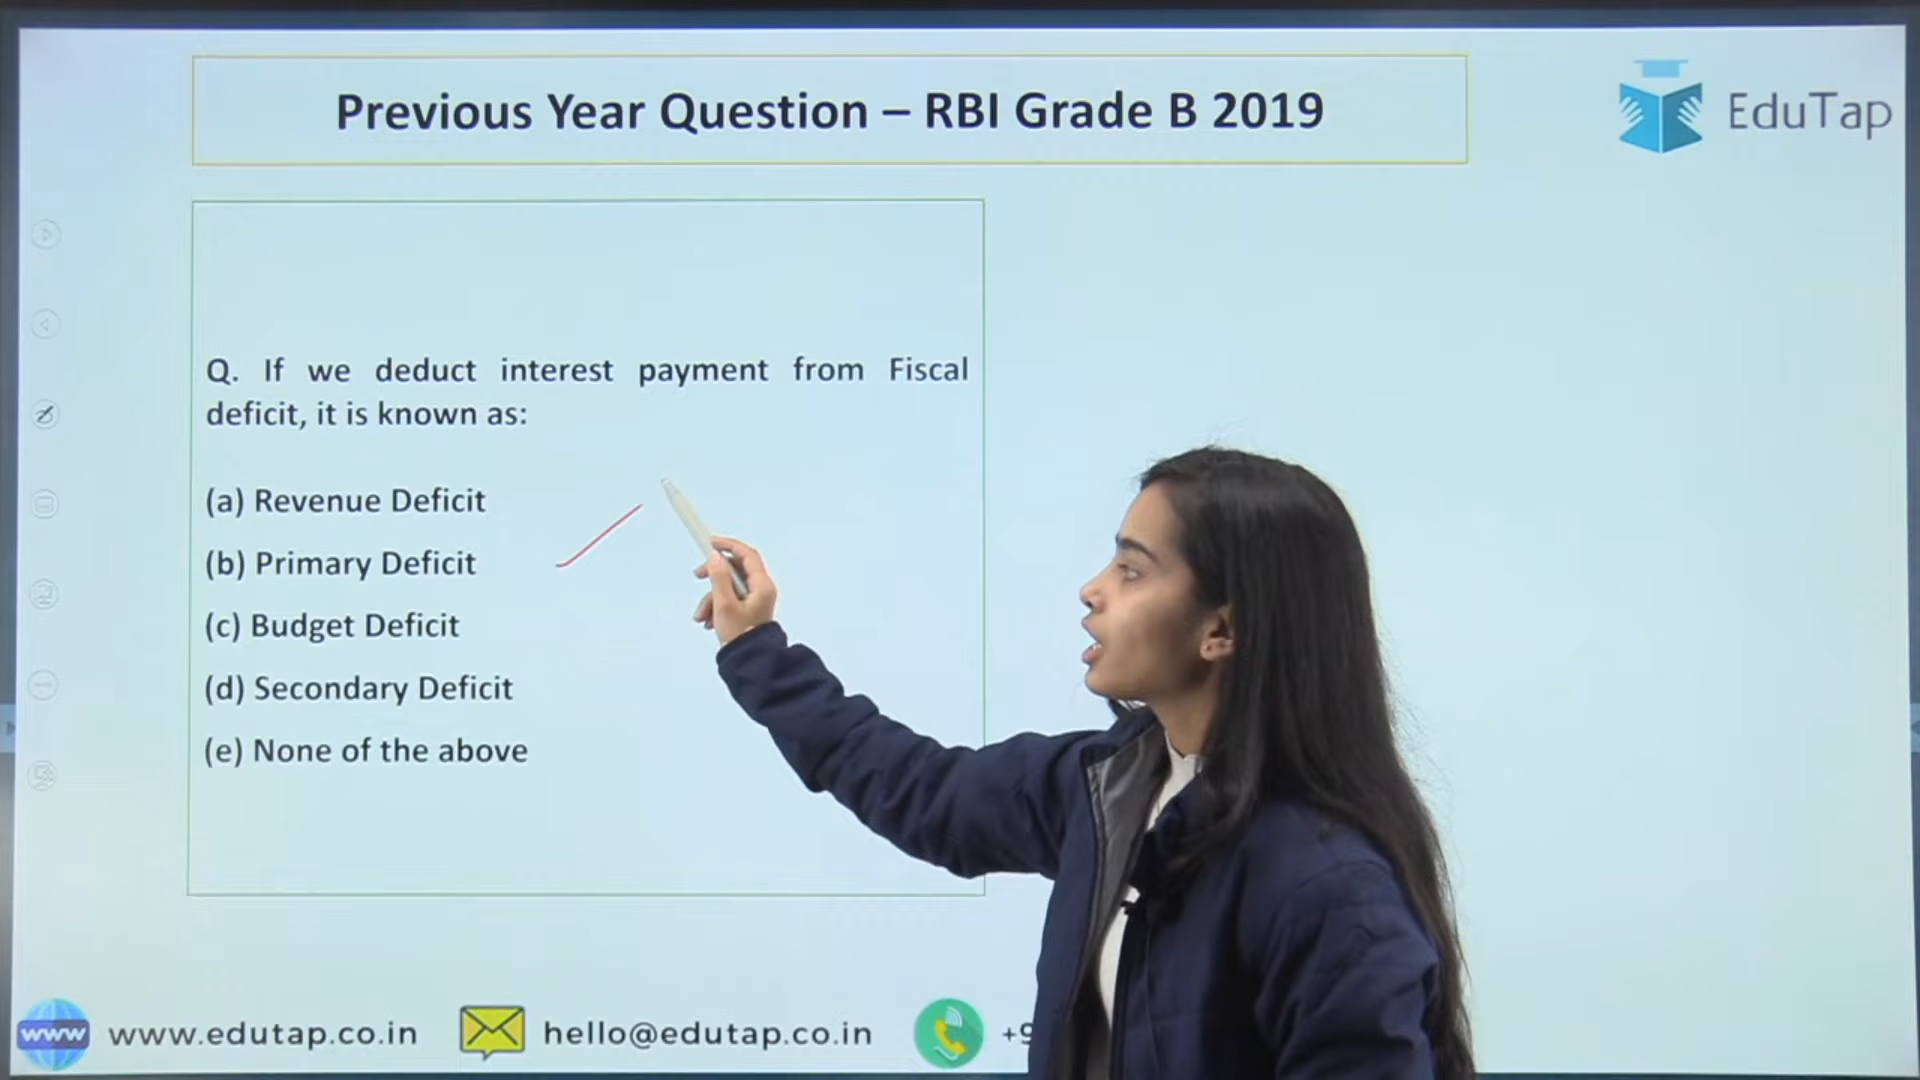 Previous Year Question – RBI Grade B 2019
EduTap
Q. If we deduct interest payment from Fiscal
deficit, it is known as:
(a) Revenue Deficit
(b) Primary Deficit
(c) Budget Deficit
(d) Secondary Deficit
(e) None of the above
www www.edutap.co.in hello@edutap.co.in